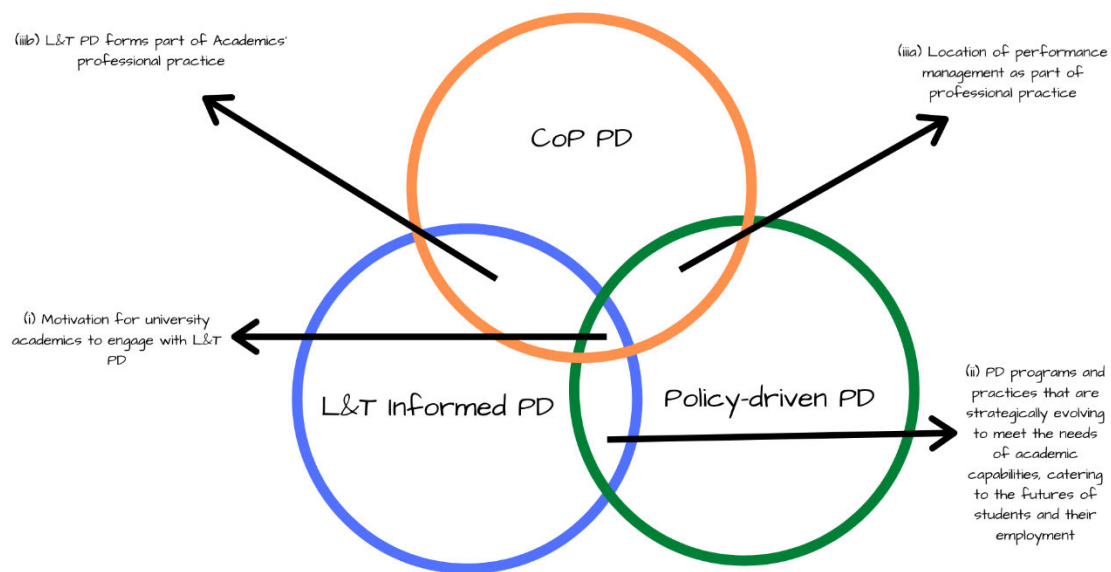 (iiib) L&T PD forms part of Academics'
professional practice
(iiia) Location of performance
management as part of
professional practice
CoP PD
(i) Motivation for university
academics to engage with L&T
PD
L&T Informed PD
Policy-driven PD
(ii) PD programs and
practices that are
strategically evolving
to meet the needs
of academic
capabilities, catering
to the futures of
students and their
employment